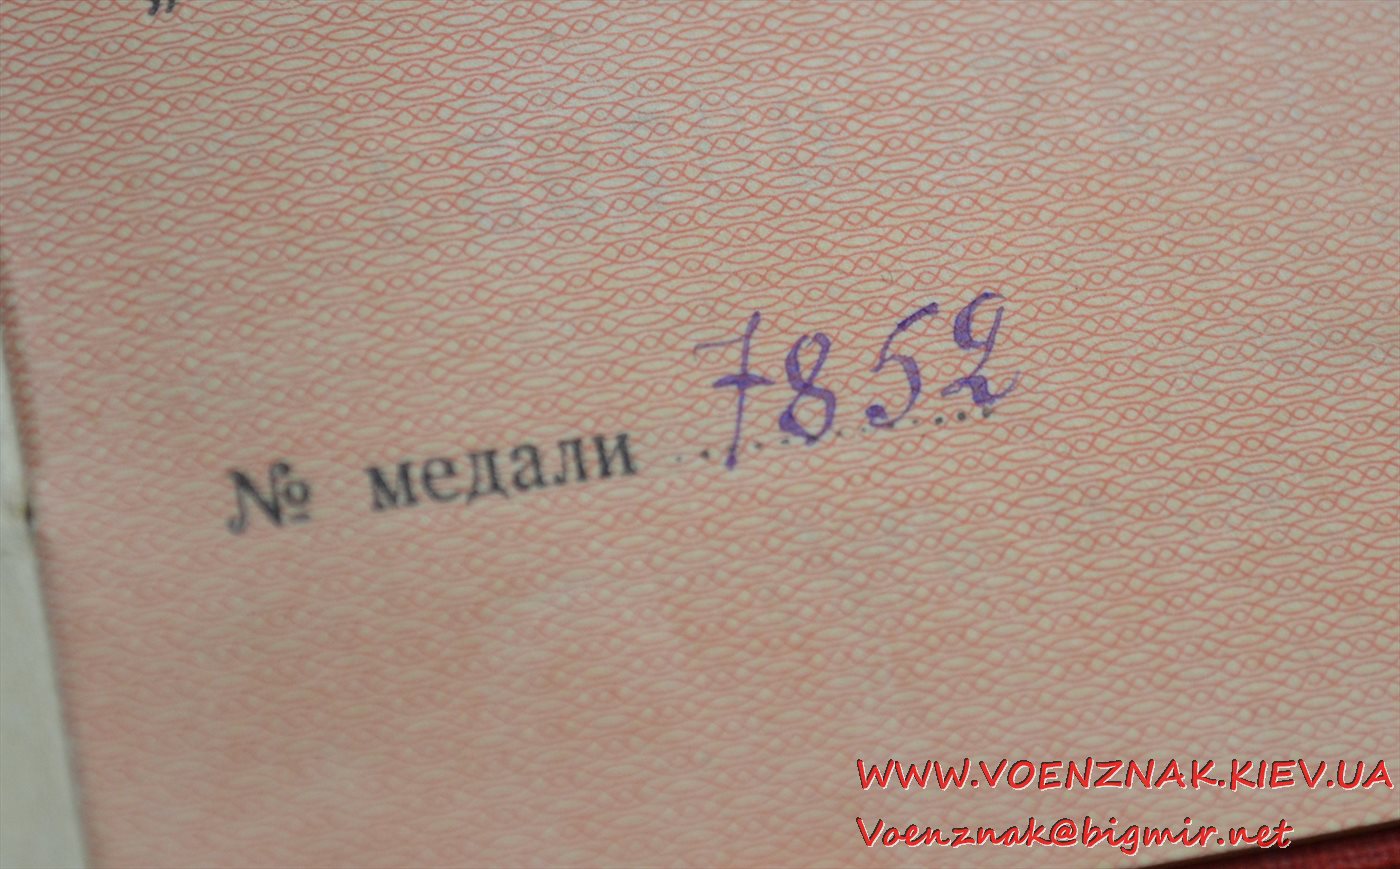 „
№ медали 7852
WWW.VOENZNAK.KIEV.UA
Voenznak@bigmir.net